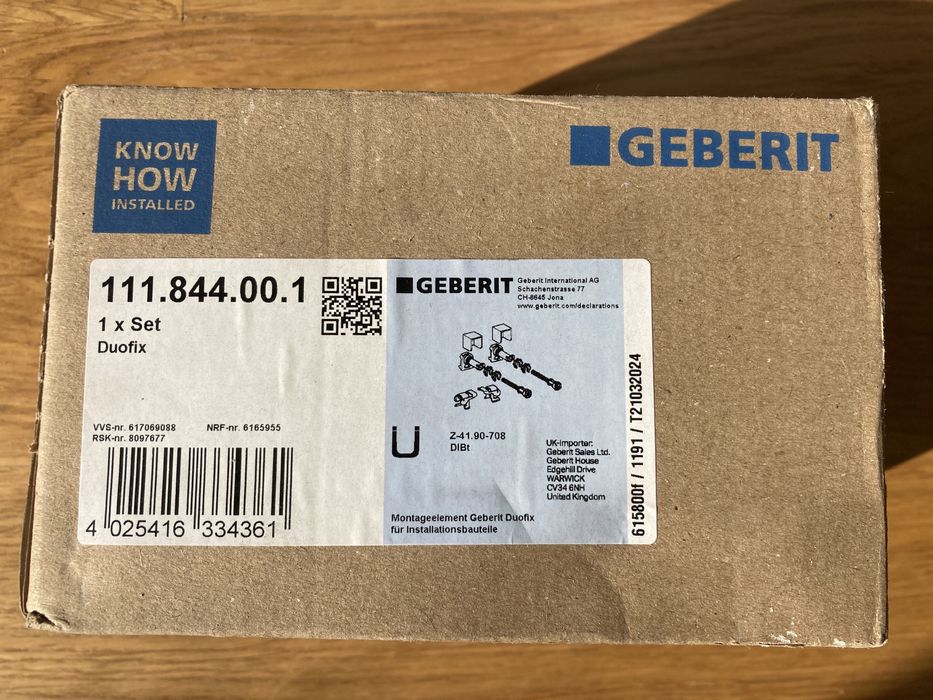 KNOW
HOW
INSTALLED
GEBERIT
111.844.00.1
1 x Set
Duofix
VVS-nr. 617069088 NRF-nr. 6165955
RSK-nr. 8097677
4 025416 334361
GEBERIT
Geberit International AG
Schachenstrasse 77
CH-8645 Jona
www.geberit.com/declarations
Z-41.90-708
DIBt
UK-Importer:
Geberit Sales Ltd.
Geberit House
Edgehill Drive
WARWICK
CV34 6NH
United Kingdom
Montageelement Geberit Duofix
für Installationsbauteile
615800f / 1191 / T21032024